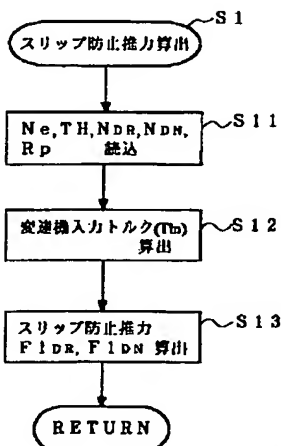 S1
スリップ防止推力算出
Ne,TH,NDR,NDN,
Rp 読込
S11
変速機入力トルク(Tin)
算出
S12
スリップ防止推力
F1DR,F1DN 算出
S13
RETURN